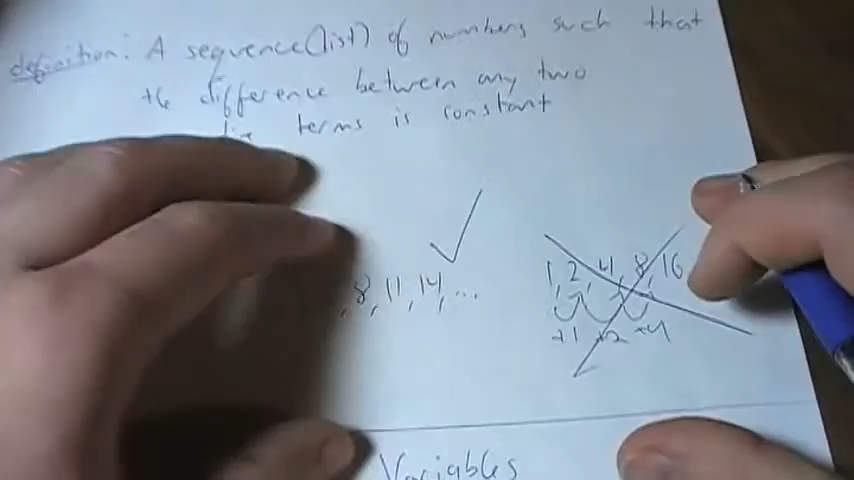 definition: A sequence(list) of numbers such that
the difference between any two
terms is constant
, 8, 11, 14, ...
1, 2, 4, 8, 16
+1 +2 +4
Variables